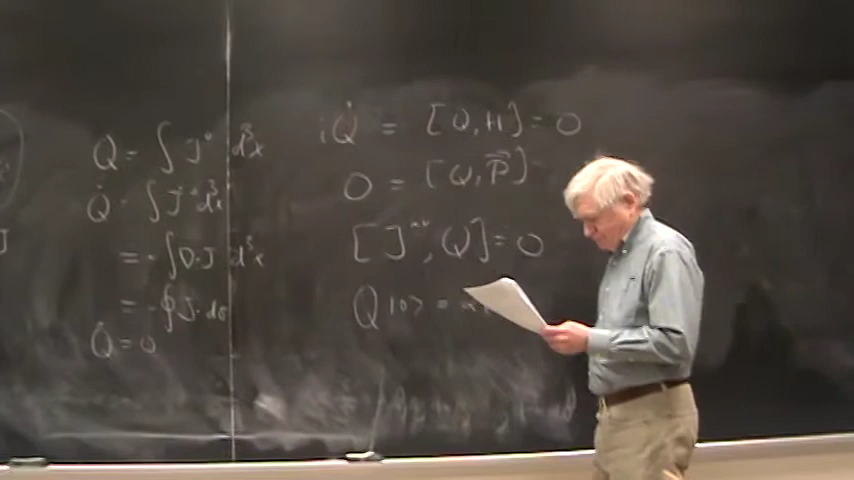 Q = ∫ J⁰ d³x
Q̇ = ∫ J̇⁰ d³x
= - ∫ ∇·J d³x
= - ∮ J·dσ
Q̇ = 0
iQ̇ = [Q, H] = 0
0 = [Q, P⃗]
[J^{μν}, Q] = 0
Q |0> =